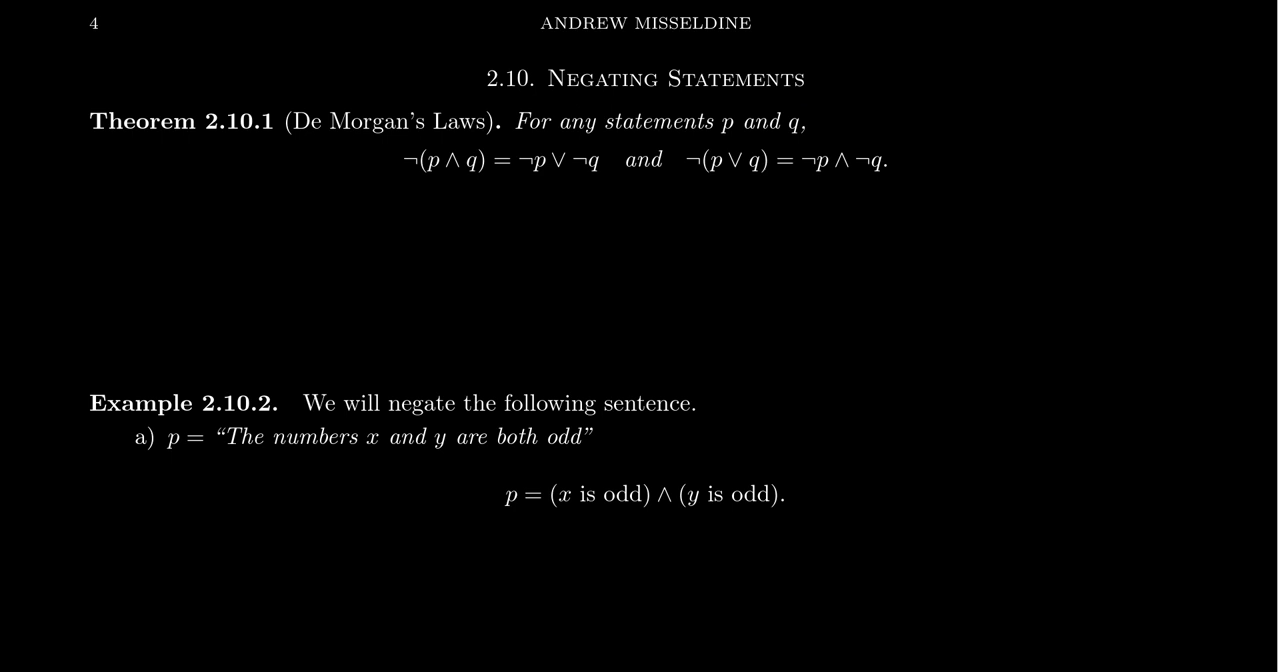 4
ANDREW MISSELDINE
2.10. Negating Statements
Theorem 2.10.1 (De Morgan's Laws). For any statements p and q,
¬(p ∧ q) = ¬p ∨ ¬q and ¬(p ∨ q) = ¬p ∧ ¬q.
Example 2.10.2. We will negate the following sentence.
a) p = “The numbers x and y are both odd”
p = (x is odd) ∧ (y is odd).